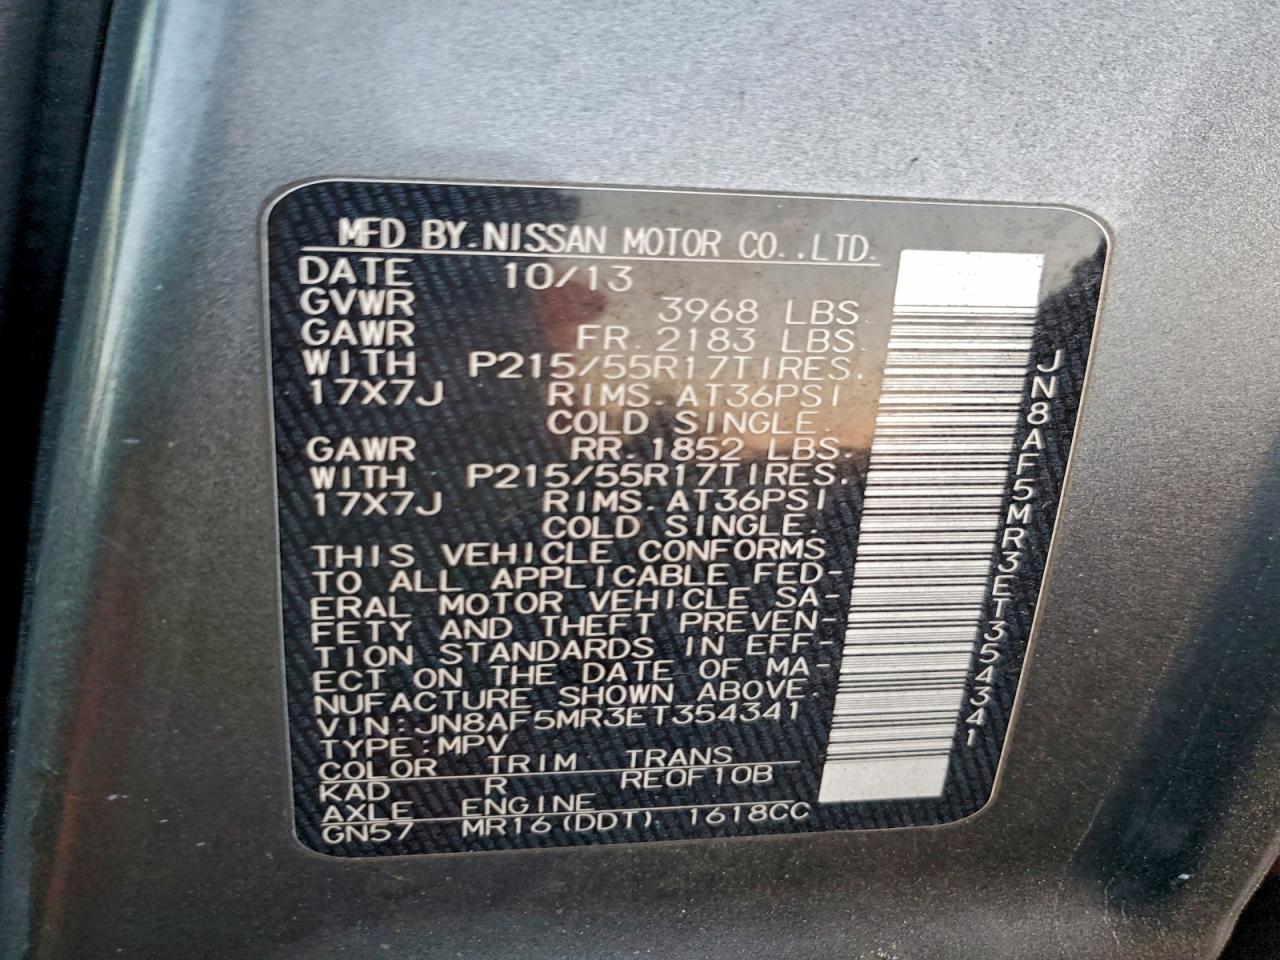 MFD BY.NISSAN MOTOR CO.,LTD.
DATE 10/13
GVWR 3968 LBS.
GAWR FR.2183 LBS.
WITH P215/55R17TIRES.
17X7J RIMS.AT36PSI
COLD SINGLE.
GAWR RR.1852 LBS.
WITH P215/55R17TIRES.
17X7J RIMS.AT36PSI
COLD SINGLE.
THIS VEHICLE CONFORMS
TO ALL APPLICABLE FED-
ERAL MOTOR VEHICLE SA-
FETY AND THEFT PREVEN-
TION STANDARDS IN EFF-
ECT ON THE DATE OF MA-
NUFACTURE SHOWN ABOVE.
VIN:JN8AF5MR3ET354341
TYPE:MPV
COLOR TRIM TRANS
KAD R RE0F10B
AXLE ENGINE
GN57 MR16(DDT). 1618CC
JN8AF5MR3ET354341